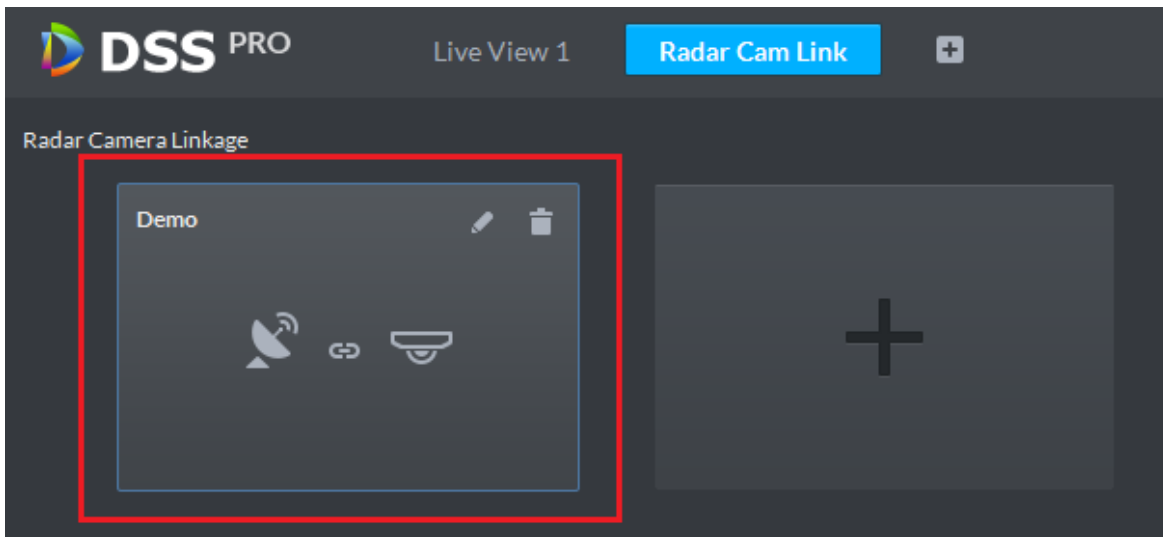 DSS PRO
Live View 1
Radar Cam Link
Radar Camera Linkage
Demo